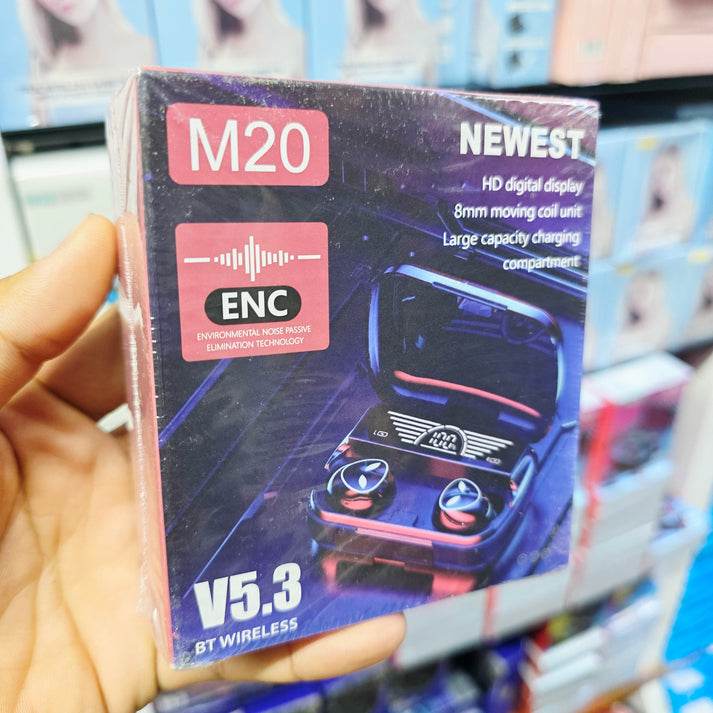 M20
NEWEST
HD digital display
8mm moving coil unit
Large capacity charging
compartment
ENC
ENVIRONMENTAL NOISE PASSIVE
ELIMINATION TECHNOLOGY
100
V5.3
BT WIRELESS